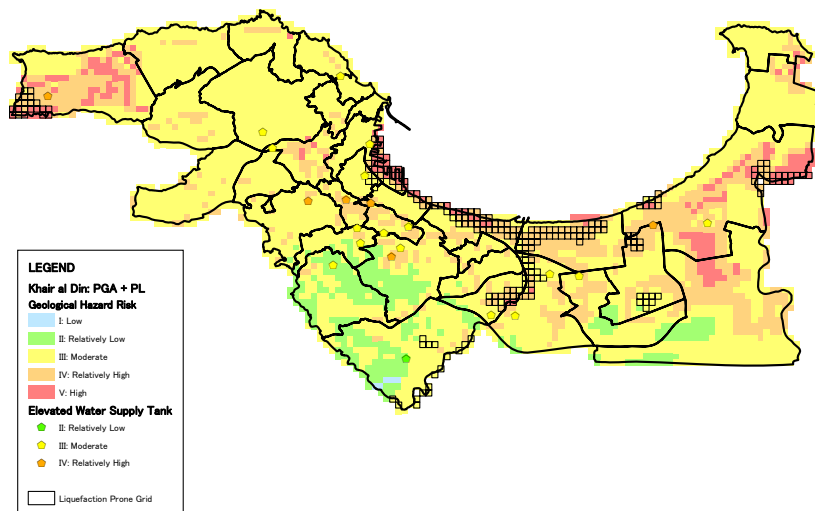 LEGEND
Khair al Din: PGA + PL
Geological Hazard Risk
I: Low
II: Relatively Low
III: Moderate
IV: Relatively High
V: High
Elevated Water Supply Tank
II: Relatively Low
III: Moderate
IV: Relatively High
Liquefaction Prone Grid